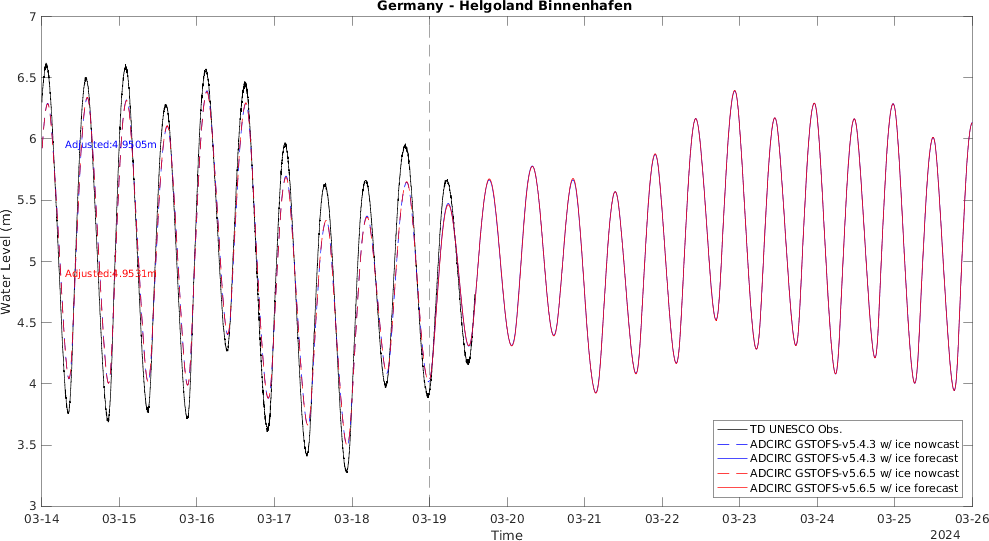 Germany - Helgoland Binnenhafen
7
6.5
6
5.5
5
4.5
4
3.5
3
Water Level (m)
Adjusted:4.9505m
Adjusted:4.9531m
TD UNESCO Obs.
ADCIRC GSTOFS-v5.4.3 w/ ice nowcast
ADCIRC GSTOFS-v5.4.3 w/ ice forecast
ADCIRC GSTOFS-v5.6.5 w/ ice nowcast
ADCIRC GSTOFS-v5.6.5 w/ ice forecast
03-14 03-15 03-16 03-17 03-18 03-19 03-20 03-21 03-22 03-23 03-24 03-25 03-26
Time
2024